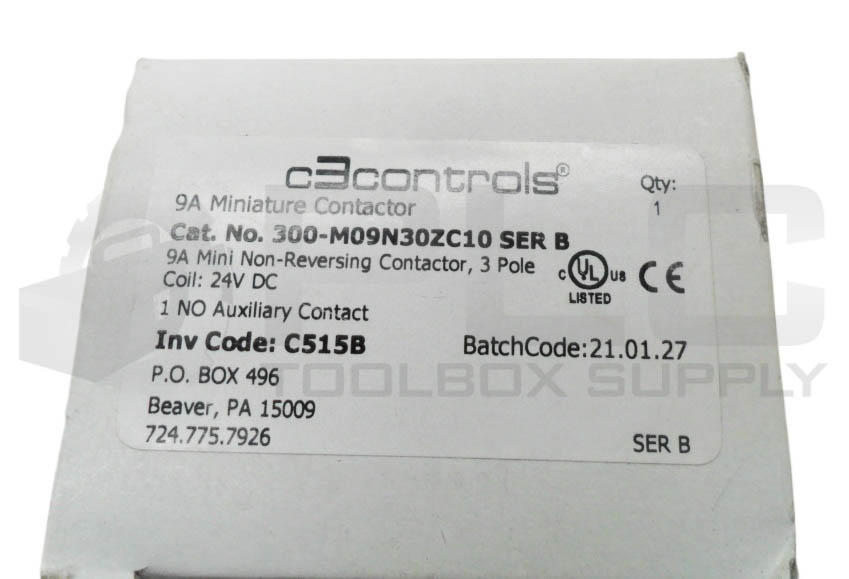 c3controls®
Qty:
1
9A Miniature Contactor
Cat. No. 300-M09N30ZC10 SER B
9A Mini Non-Reversing Contactor, 3 Pole
C UL US
LISTED
CE
Coil: 24V DC
1 NO Auxiliary Contact
Inv Code: C515B
BatchCode:21.01.27
P.O. BOX 496
Beaver, PA 15009
724.775.7926
SER B
PLC
TOOLBOX SUPPLY